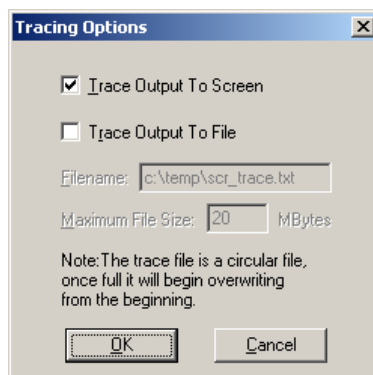 Tracing Options
Trace Output To Screen
Trace Output To File
Filename: c:\temp\scr_trace.txt
Maximum File Size: 20 MBytes
Note:The trace file is a circular file,
once full it will begin overwriting
from the beginning.
OK Cancel